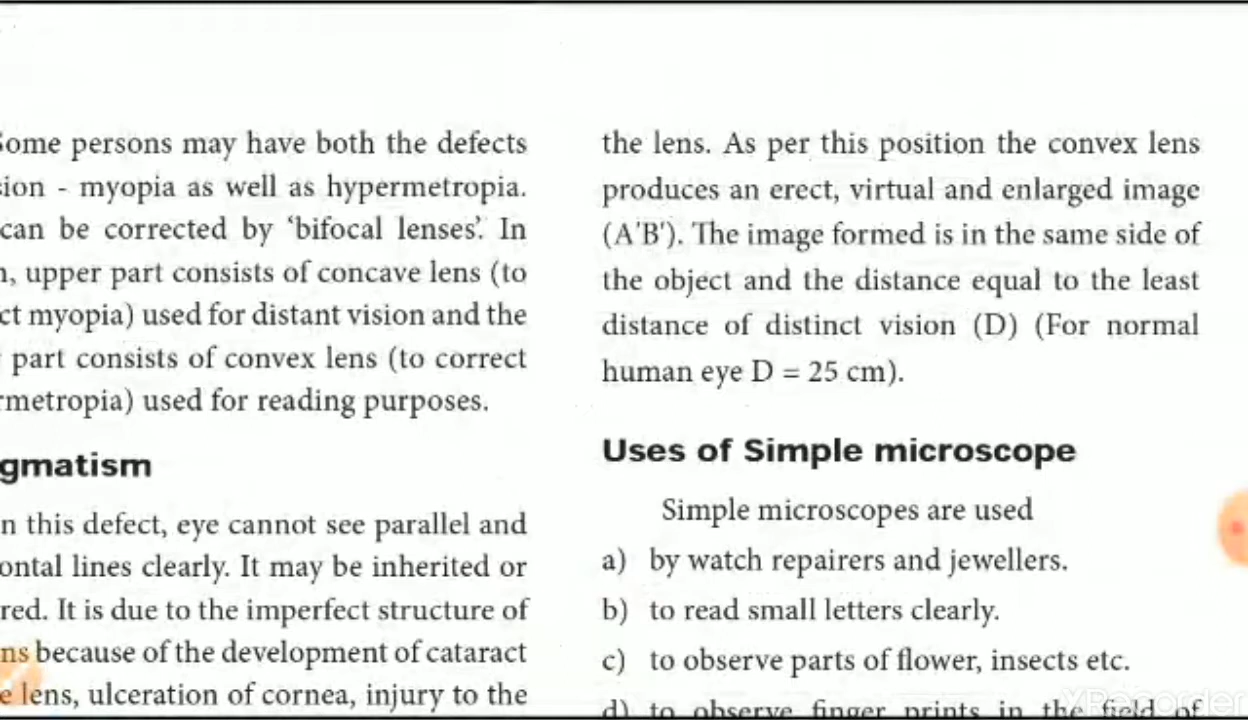 Some persons may have both the defects
sion - myopia as well as hypermetropia.
can be corrected by ‘bifocal lenses’. In
n, upper part consists of concave lens (to
ct myopia) used for distant vision and the
part consists of convex lens (to correct
rmetropia) used for reading purposes.
gmatism
n this defect, eye cannot see parallel and
ontal lines clearly. It may be inherited or
red. It is due to the imperfect structure of
ns because of the development of cataract
e lens, ulceration of cornea, injury to the
the lens. As per this position the convex lens
produces an erect, virtual and enlarged image
(A'B'). The image formed is in the same side of
the object and the distance equal to the least
distance of distinct vision (D) (For normal
human eye D = 25 cm).
Uses of Simple microscope
Simple microscopes are used
a) by watch repairers and jewellers.
b) to read small letters clearly.
c) to observe parts of flower, insects etc.
d) to observe finger prints in the field of
XRecorder